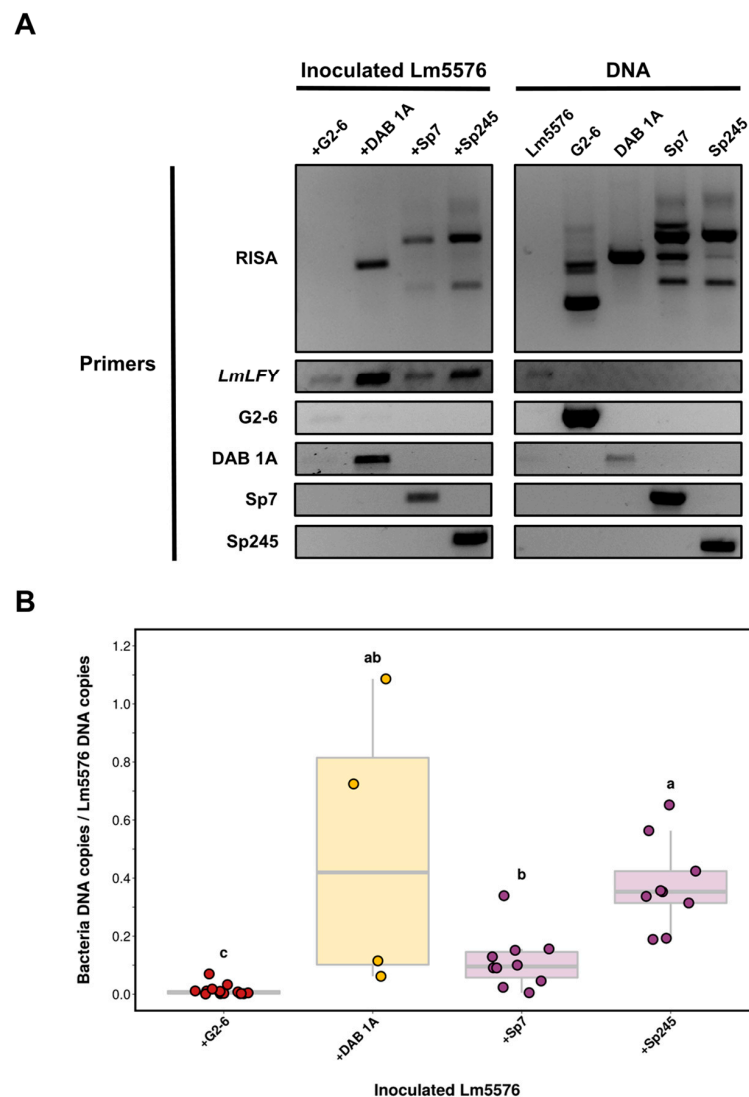 A
Inoculated Lm5576 DNA
+G2-6 +DAB 1A +Sp7 +Sp245 Lm5576 G2-6 DAB 1A Sp7 Sp245
Primers
RISA
LmLFY
G2-6
DAB 1A
Sp7
Sp245
B
Bacteria DNA copies / Lm5576 DNA copies
1.2
1.0
0.8
0.6
0.4
0.2
0.0
c ab b a
+G2-6 +DAB 1A +Sp7 +Sp245
Inoculated Lm5576